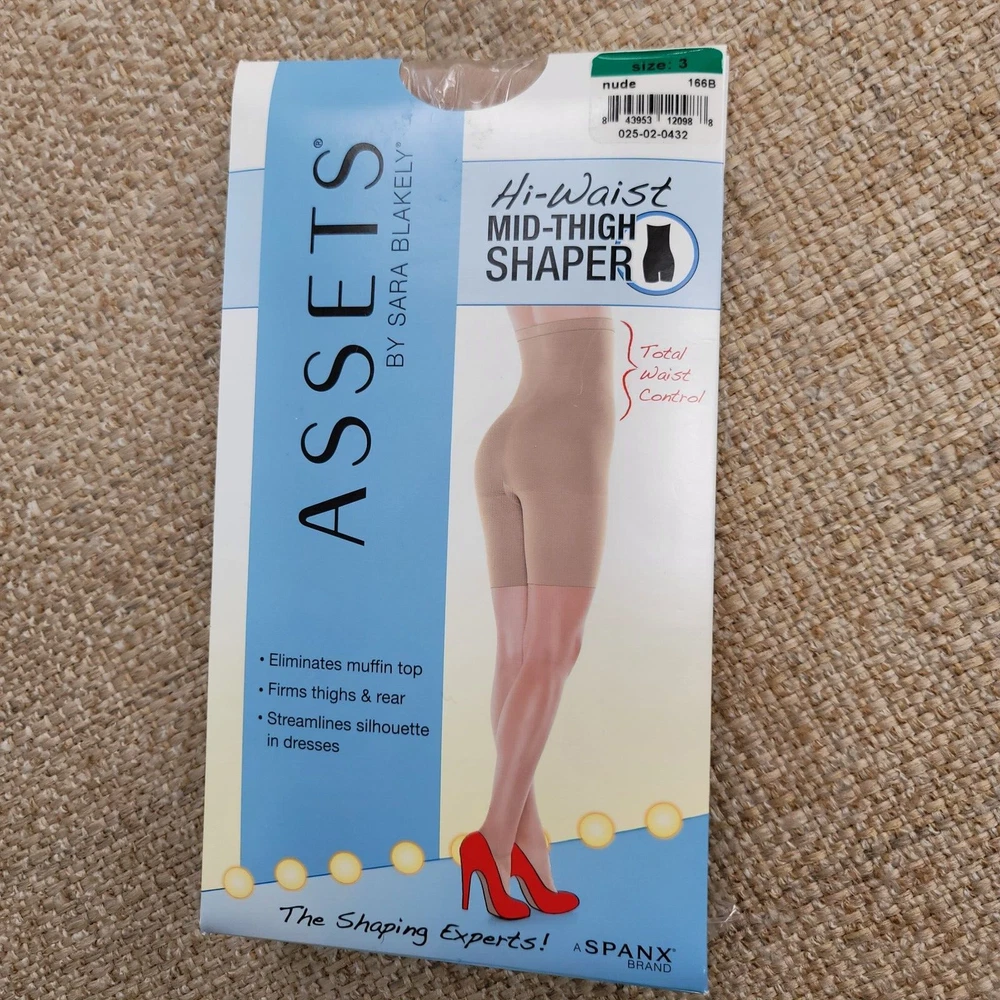 size: 3
nude 166B
8 43953 12098 8
025-02-0432
ASSETS®
BY SARA BLAKELY®
Hi-Waist
MID-THIGH
SHAPER
Total
Waist
Control
• Eliminates muffin top
• Firms thighs & rear
• Streamlines silhouette
in dresses
The Shaping Experts!
A SPANX®
BRAND